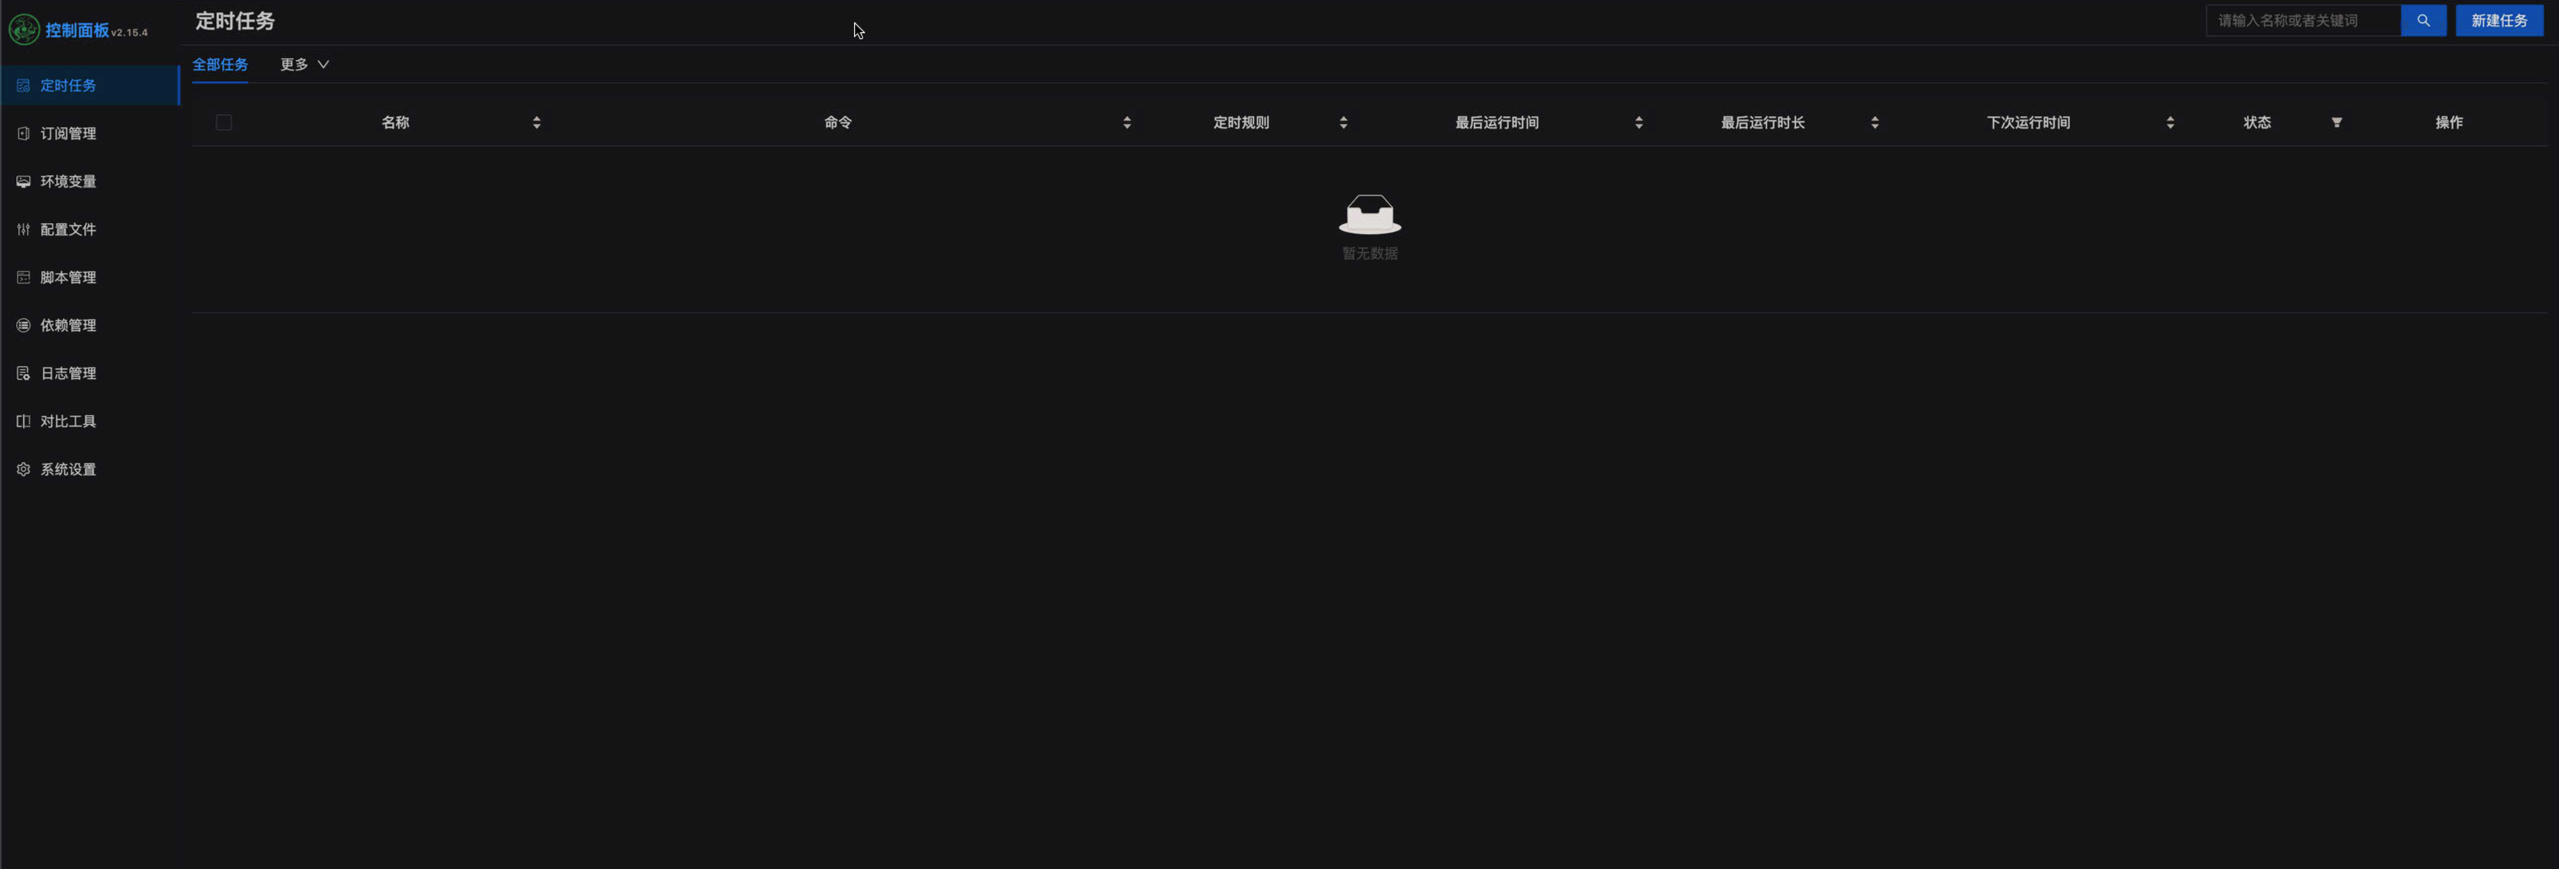 控制面板 v2.15.4
定时任务
订阅管理
环境变量
配置文件
脚本管理
依赖管理
日志管理
对比工具
系统设置
定时任务
请输入名称或者关键词
新建任务
全部任务 更多
名称 命令 定时规则 最后运行时间 最后运行时长 下次运行时间 状态 操作
暂无数据